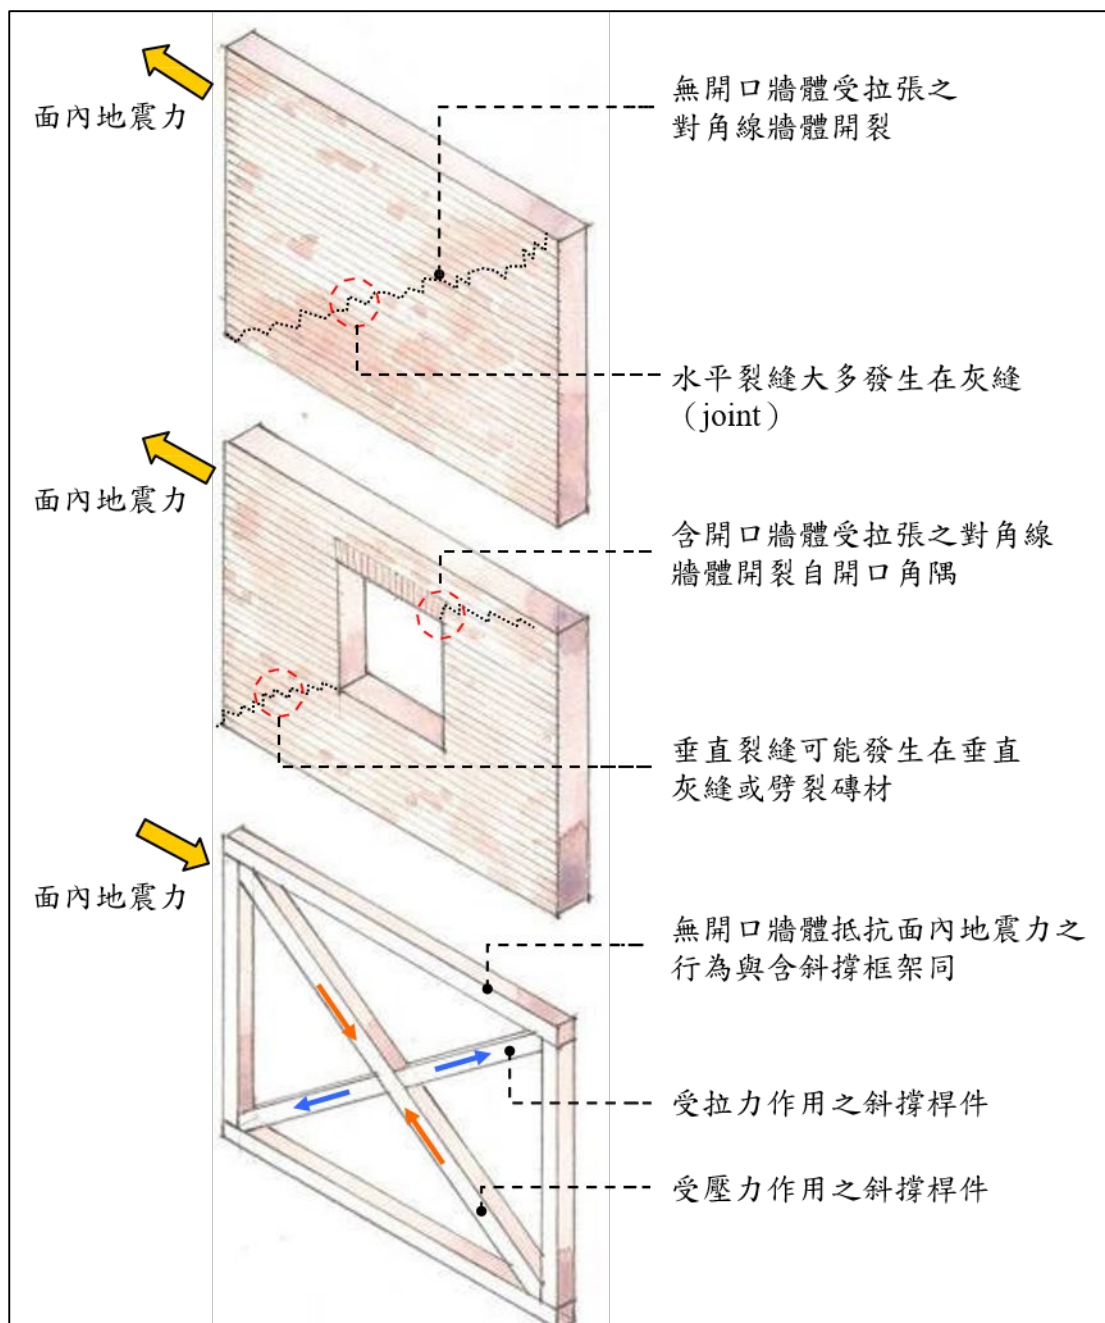 面內地震力
無開口牆體受拉張之
對角線牆體開裂
水平裂縫大多發生在灰縫
（joint）
面內地震力
含開口牆體受拉張之對角線
牆體開裂自開口角隅
垂直裂縫可能發生在垂直
灰縫或劈裂磚材
面內地震力
無開口牆體抵抗面內地震力之
行為與含斜撐框架同
受拉力作用之斜撐桿件
受壓力作用之斜撐桿件